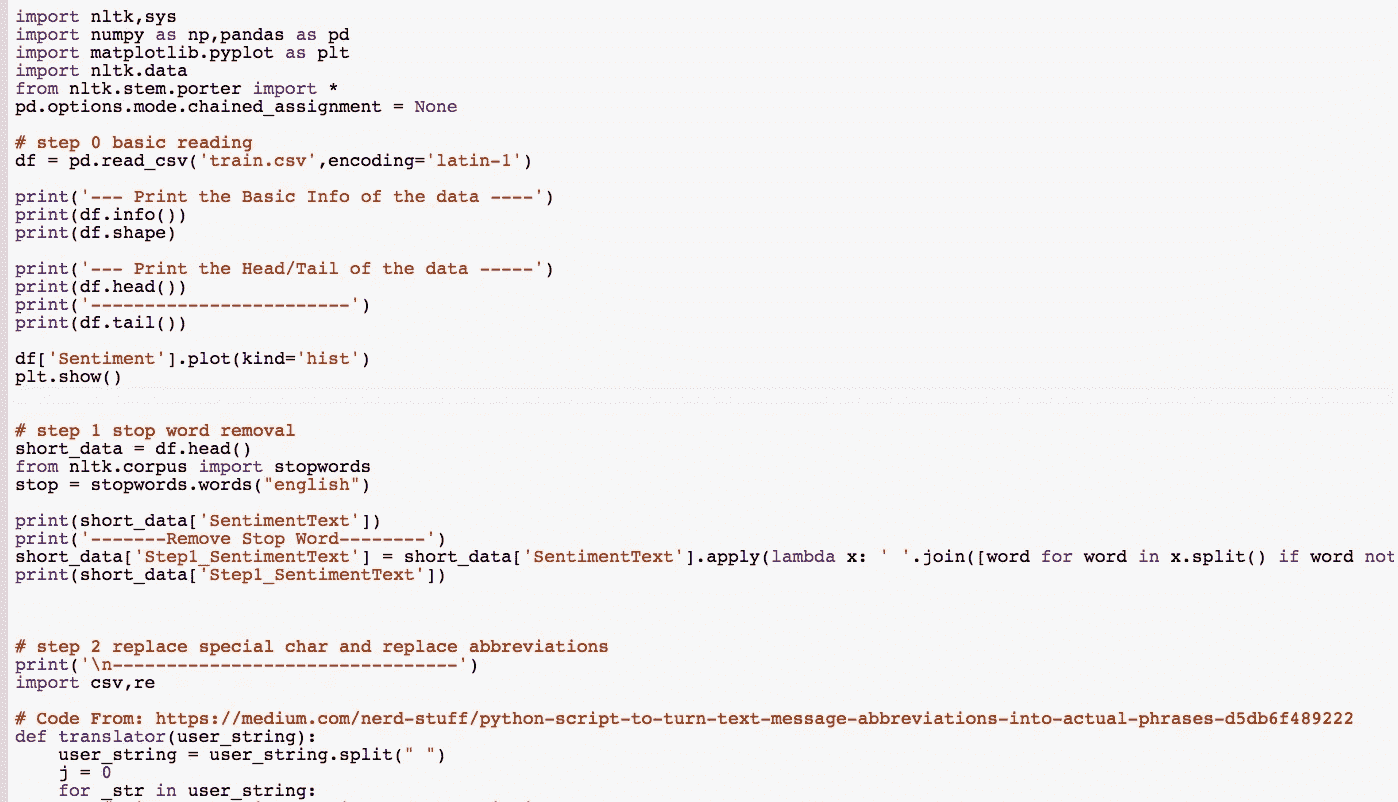 import nltk,sys
import numpy as np,pandas as pd
import matplotlib.pyplot as plt
import nltk.data
from nltk.stem.porter import *
pd.options.mode.chained_assignment = None
# step 0 basic reading
df = pd.read_csv('train.csv',encoding='latin-1')
print('--- Print the Basic Info of the data ----')
print(df.info())
print(df.shape)
print('--- Print the Head/Tail of the data -----')
print(df.head())
print('------------------------')
print(df.tail())
df['Sentiment'].plot(kind='hist')
plt.show()
# step 1 stop word removal
short_data = df.head()
from nltk.corpus import stopwords
stop = stopwords.words("english")
print(short_data['SentimentText'])
print('-------Remove Stop Word--------')
short_data['Step1_SentimentText'] = short_data['SentimentText'].apply(lambda x: ' '.join([word for word in x.split() if word not
print(short_data['Step1_SentimentText'])
# step 2 replace special char and replace abbreviations
print('\n--------------------------------')
import csv,re
# Code From: https://medium.com/nerd-stuff/python-script-to-turn-text-message-abbreviations-into-actual-phrases-d5db6f489222
def translator(user_string):
    user_string = user_string.split(" ")
    j = 0
    for _str in user_string: